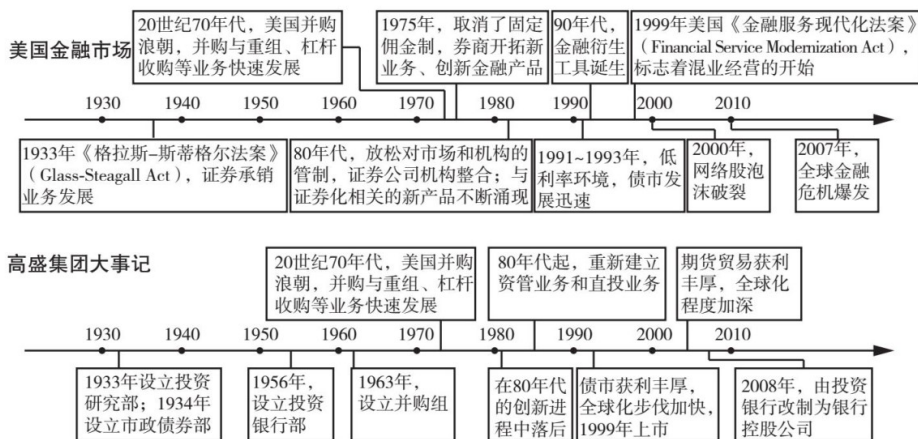 美国金融市场
20世纪70年代，美国并购
浪朝，并购与重组、杠杆
收购等业务快速发展
1975年，取消了固定
佣金制，券商开拓新
业务、创新金融产品
90年代，
金融衍生
工具诞生
1999年美国《金融服务现代化法案》
（Financial Service Modernization Act），
标志着混业经营的开始
1930 1940 1950 1960 1970 1980 1990 2000 2010
1933年《格拉斯–斯蒂格尔法案》
（Glass-Steagall Act），证券承销
业务发展
80年代，放松对市场和机构的
管制，证券公司机构整合；与
证券化相关的新产品不断涌现
1991~1993年，低
利率环境，债市发
展迅速
2000年，
网络股泡
沫破裂
2007年，
全球金融
危机爆发
高盛集团大事记
20世纪70年代，美国并购
浪朝，并购与重组、杠杆
收购等业务快速发展
80年代起，重新建立
资管业务和直投业务
期货贸易获利
丰厚，全球化
程度加深
1930 1940 1950 1960 1970 1980 1990 2000 2010
1933年设立投资
研究部；1934年
设立市政债券部
1956年，
设立投资
银行部
1963年，
设立并购组
在80年代
的创新进
程中落后
债市获利丰厚，
全球化步伐加快，
1999年上市
2008年，由投资
银行改制为银行
控股公司